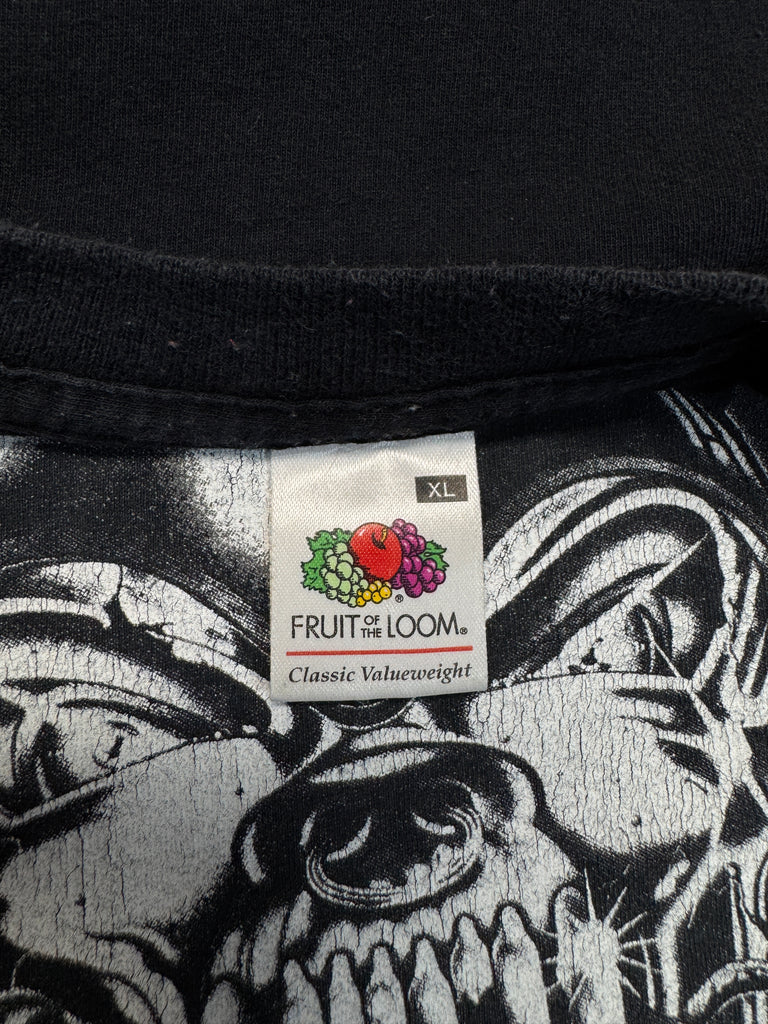 XL
FRUIT OF THE LOOM®
Classic Valueweight